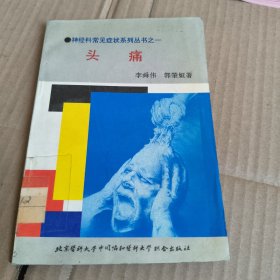 ●神经科常见症状系列丛书之一
头 痛
李舜伟 郭肇姮著
北京医科大学中国协和医科大学联合出版社